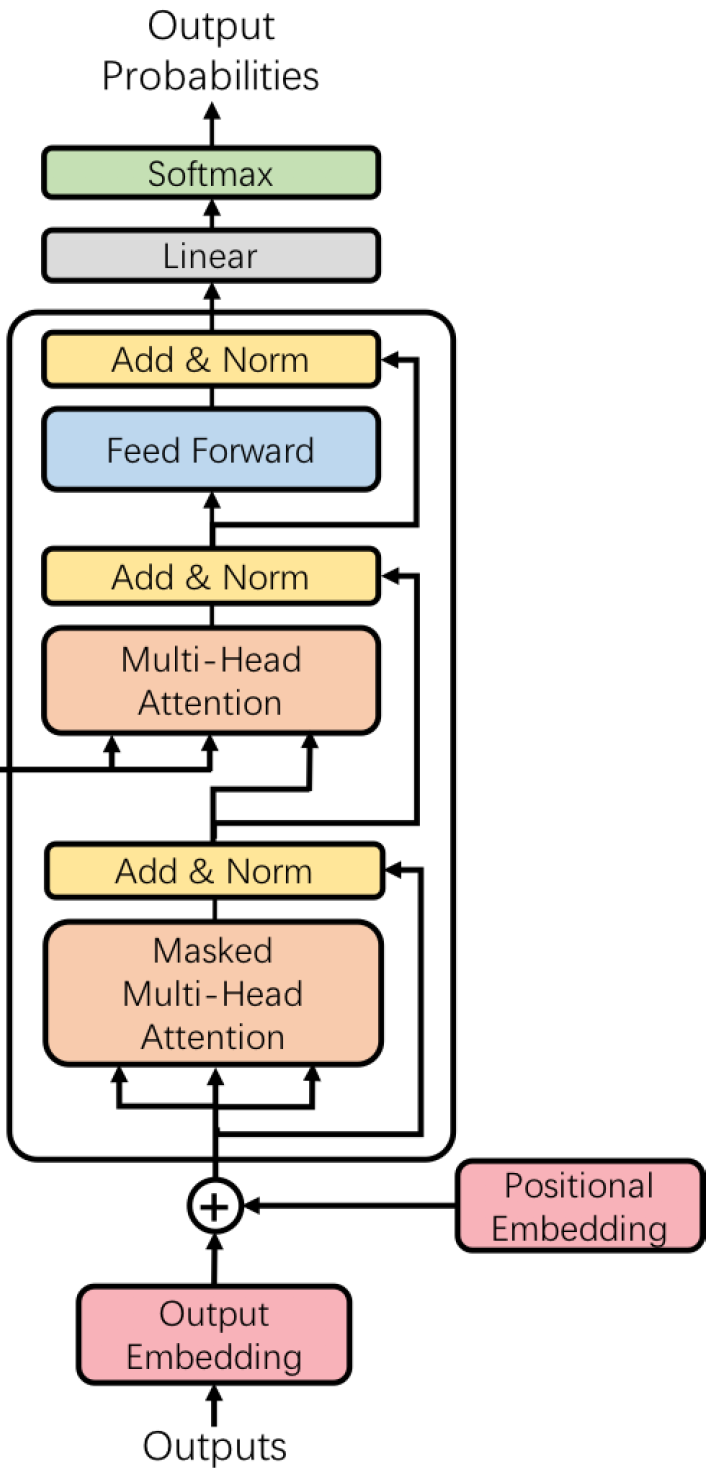 Output
Probabilities
Softmax
Linear
Add & Norm
Feed Forward
Add & Norm
Multi-Head
Attention
Add & Norm
Masked
Multi-Head
Attention
Positional
Embedding
+
Output
Embedding
Outputs